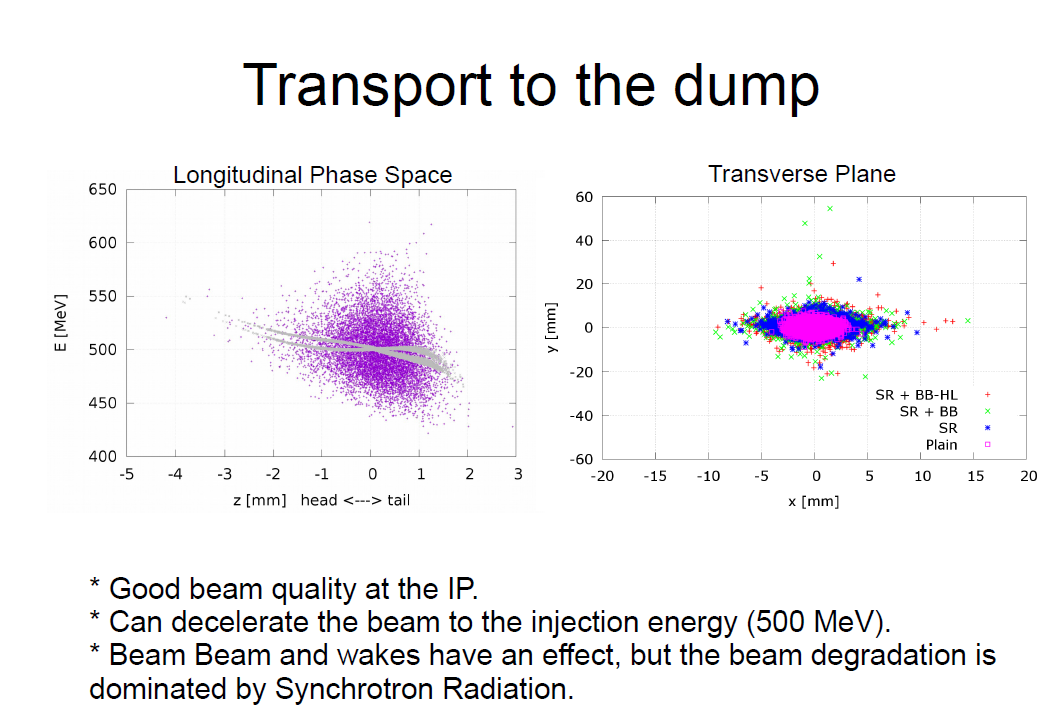 Transport to the dump
Longitudinal Phase Space
650
600
550
500
450
400
E [MeV]
-5 -4 -3 -2 -1 0 1 2 3
z [mm] head <---> tail
Transverse Plane
60
40
20
0
-20
-40
-60
y [mm]
SR + BB-HL
SR + BB
SR
Plain
-20 -15 -10 -5 0 5 10 15 20
x [mm]
* Good beam quality at the IP.
* Can decelerate the beam to the injection energy (500 MeV).
* Beam Beam and wakes have an effect, but the beam degradation is
dominated by Synchrotron Radiation.